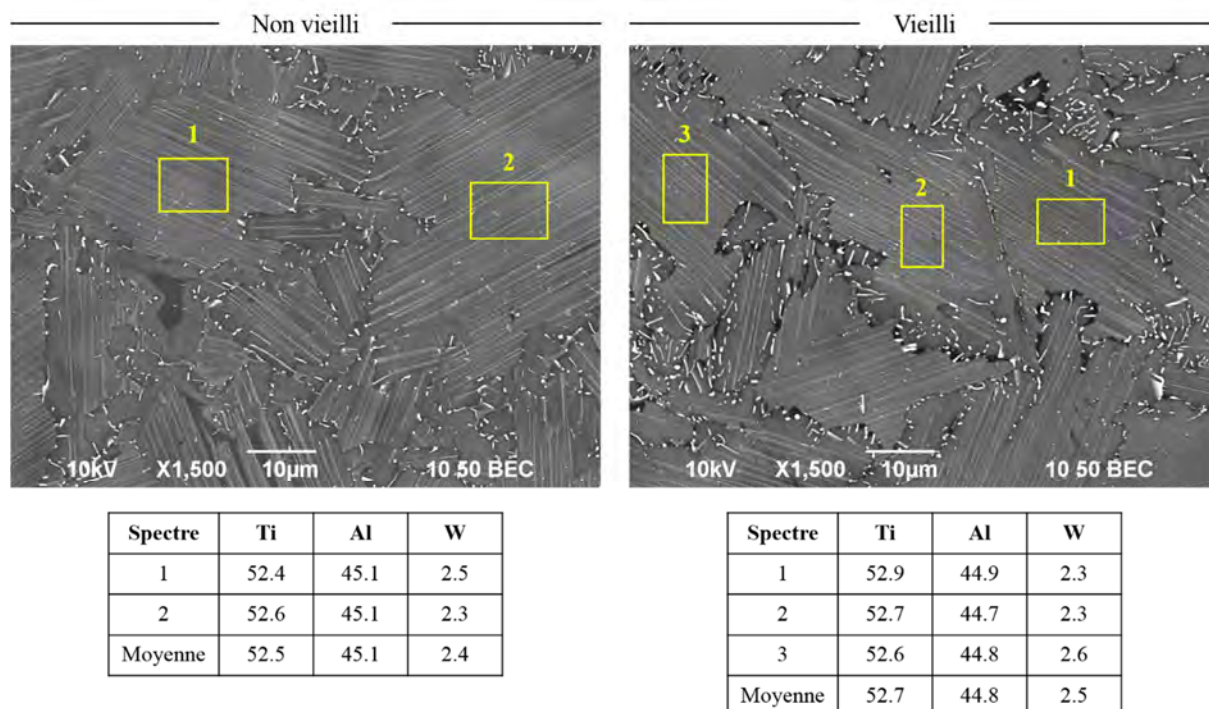 Non vieilli
1
2
10kV X1,500 10µm 10 50 BEC
Spectre Ti Al W
1 52.4 45.1 2.5
2 52.6 45.1 2.3
Moyenne 52.5 45.1 2.4
Vieilli
3
2
1
10kV X1,500 10µm 10 50 BEC
Spectre Ti Al W
1 52.9 44.9 2.3
2 52.7 44.7 2.3
3 52.6 44.8 2.6
Moyenne 52.7 44.8 2.5